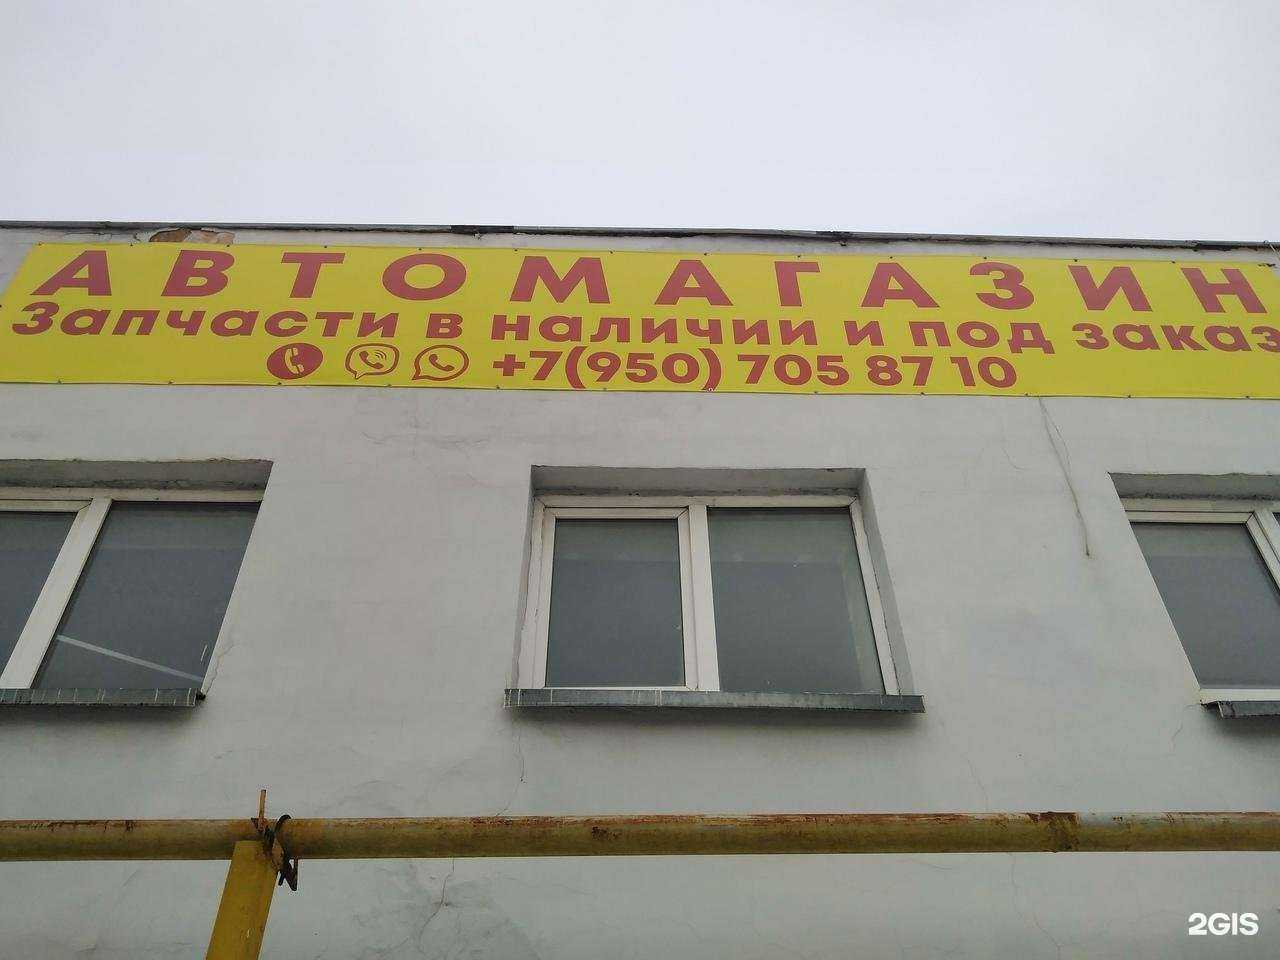 АВТОМАГАЗИН
Запчасти в наличии и под заказ
+7(950) 705 87 10
2GIS